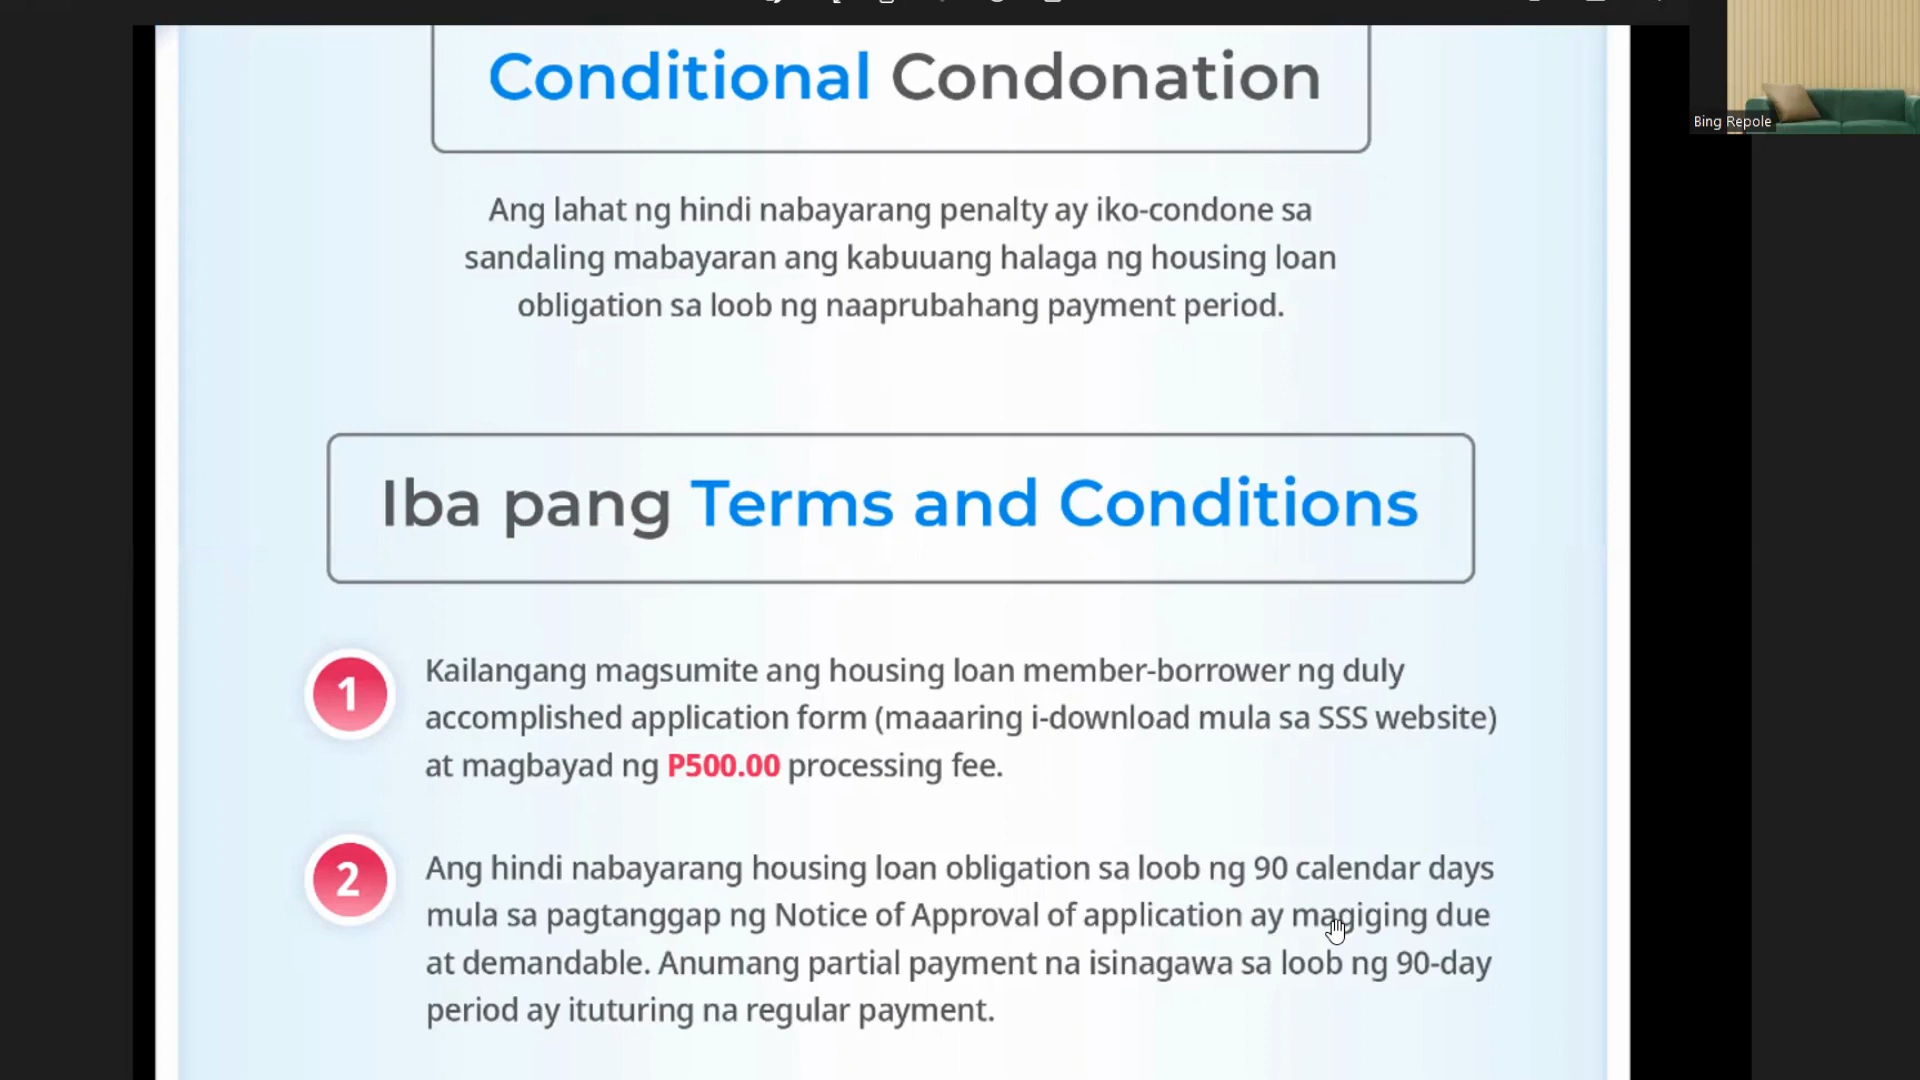 Conditional Condonation
Bing Repole
Ang lahat ng hindi nabayarang penalty ay iko-condone sa
sandaling mabayaran ang kabuuang halaga ng housing loan
obligation sa loob ng naaprubahang payment period.
Iba pang Terms and Conditions
1
Kailangang magsumite ang housing loan member-borrower ng duly
accomplished application form (maaaring i-download mula sa SSS website)
at magbayad ng P500.00 processing fee.
2
Ang hindi nabayarang housing loan obligation sa loob ng 90 calendar days
mula sa pagtanggap ng Notice of Approval of application ay magiging due
at demandable. Anumang partial payment na isinagawa sa loob ng 90-day
period ay ituturing na regular payment.